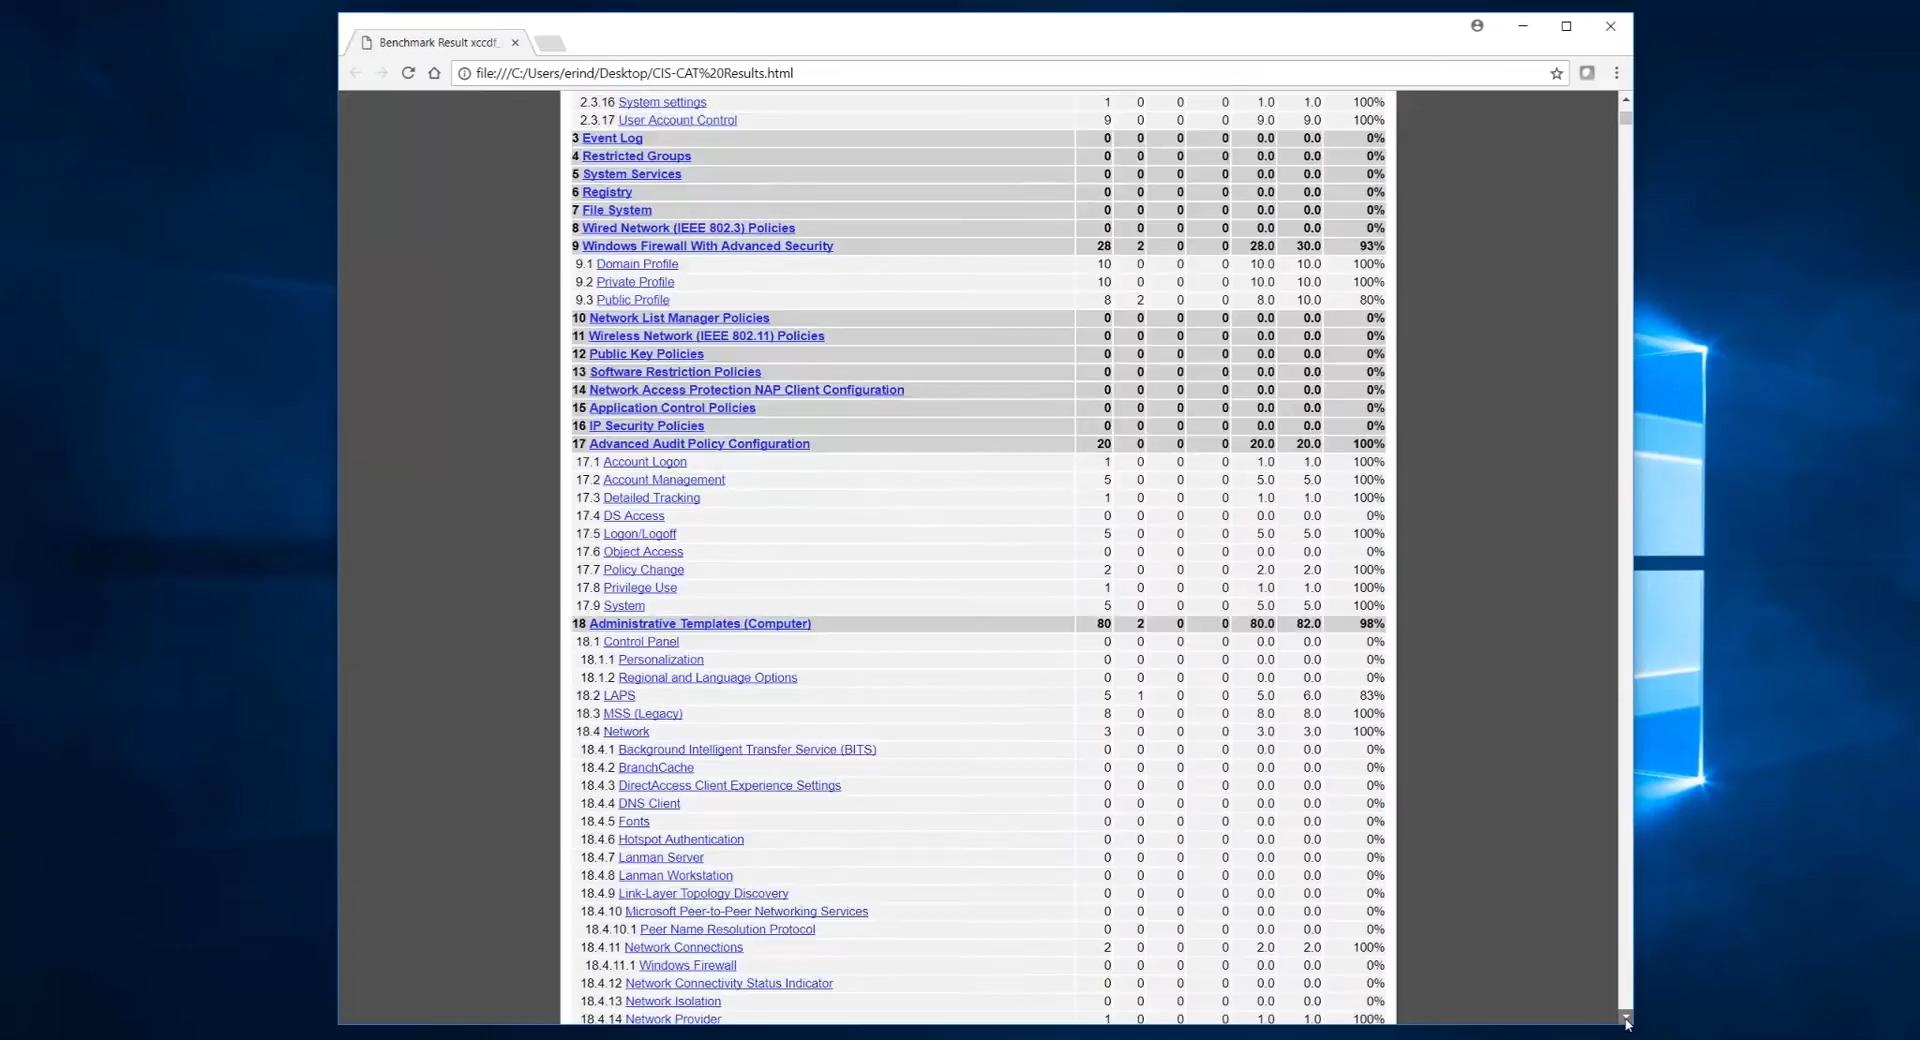 Benchmark Result xccdf_
file:///C:/Users/erind/Desktop/CIS-CAT%20Results.html
2.3.16 System settings 1 0 0 0 1.0 1.0 100%
2.3.17 User Account Control 9 0 0 0 9.0 9.0 100%
3 Event Log 0 0 0 0 0.0 0.0 0%
4 Restricted Groups 0 0 0 0 0.0 0.0 0%
5 System Services 0 0 0 0 0.0 0.0 0%
6 Registry 0 0 0 0 0.0 0.0 0%
7 File System 0 0 0 0 0.0 0.0 0%
8 Wired Network (IEEE 802.3) Policies 0 0 0 0 0.0 0.0 0%
9 Windows Firewall With Advanced Security 28 2 0 0 28.0 30.0 93%
9.1 Domain Profile 10 0 0 0 10.0 10.0 100%
9.2 Private Profile 10 0 0 0 10.0 10.0 100%
9.3 Public Profile 8 2 0 0 8.0 10.0 80%
10 Network List Manager Policies 0 0 0 0 0.0 0.0 0%
11 Wireless Network (IEEE 802.11) Policies 0 0 0 0 0.0 0.0 0%
12 Public Key Policies 0 0 0 0 0.0 0.0 0%
13 Software Restriction Policies 0 0 0 0 0.0 0.0 0%
14 Network Access Protection NAP Client Configuration 0 0 0 0 0.0 0.0 0%
15 Application Control Policies 0 0 0 0 0.0 0.0 0%
16 IP Security Policies 0 0 0 0 0.0 0.0 0%
17 Advanced Audit Policy Configuration 20 0 0 0 20.0 20.0 100%
17.1 Account Logon 1 0 0 0 1.0 1.0 100%
17.2 Account Management 5 0 0 0 5.0 5.0 100%
17.3 Detailed Tracking 1 0 0 0 1.0 1.0 100%
17.4 DS Access 0 0 0 0 0.0 0.0 0%
17.5 Logon/Logoff 5 0 0 0 5.0 5.0 100%
17.6 Object Access 0 0 0 0 0.0 0.0 0%
17.7 Policy Change 2 0 0 0 2.0 2.0 100%
17.8 Privilege Use 1 0 0 0 1.0 1.0 100%
17.9 System 5 0 0 0 5.0 5.0 100%
18 Administrative Templates (Computer) 80 2 0 0 80.0 82.0 98%
18.1 Control Panel 0 0 0 0 0.0 0.0 0%
18.1.1 Personalization 0 0 0 0 0.0 0.0 0%
18.1.2 Regional and Language Options 0 0 0 0 0.0 0.0 0%
18.2 LAPS 5 1 0 0 5.0 6.0 83%
18.3 MSS (Legacy) 8 0 0 0 8.0 8.0 100%
18.4 Network 3 0 0 0 3.0 3.0 100%
18.4.1 Background Intelligent Transfer Service (BITS) 0 0 0 0 0.0 0.0 0%
18.4.2 BranchCache 0 0 0 0 0.0 0.0 0%
18.4.3 DirectAccess Client Experience Settings 0 0 0 0 0.0 0.0 0%
18.4.4 DNS Client 0 0 0 0 0.0 0.0 0%
18.4.5 Fonts 0 0 0 0 0.0 0.0 0%
18.4.6 Hotspot Authentication 0 0 0 0 0.0 0.0 0%
18.4.7 Lanman Server 0 0 0 0 0.0 0.0 0%
18.4.8 Lanman Workstation 0 0 0 0 0.0 0.0 0%
18.4.9 Link-Layer Topology Discovery 0 0 0 0 0.0 0.0 0%
18.4.10 Microsoft Peer-to-Peer Networking Services 0 0 0 0 0.0 0.0 0%
18.4.10.1 Peer Name Resolution Protocol 0 0 0 0 0.0 0.0 0%
18.4.11 Network Connections 2 0 0 0 2.0 2.0 100%
18.4.11.1 Windows Firewall 0 0 0 0 0.0 0.0 0%
18.4.12 Network Connectivity Status Indicator 0 0 0 0 0.0 0.0 0%
18.4.13 Network Isolation 0 0 0 0 0.0 0.0 0%
18.4.14 Network Provider 1 0 0 0 1.0 1.0 100%